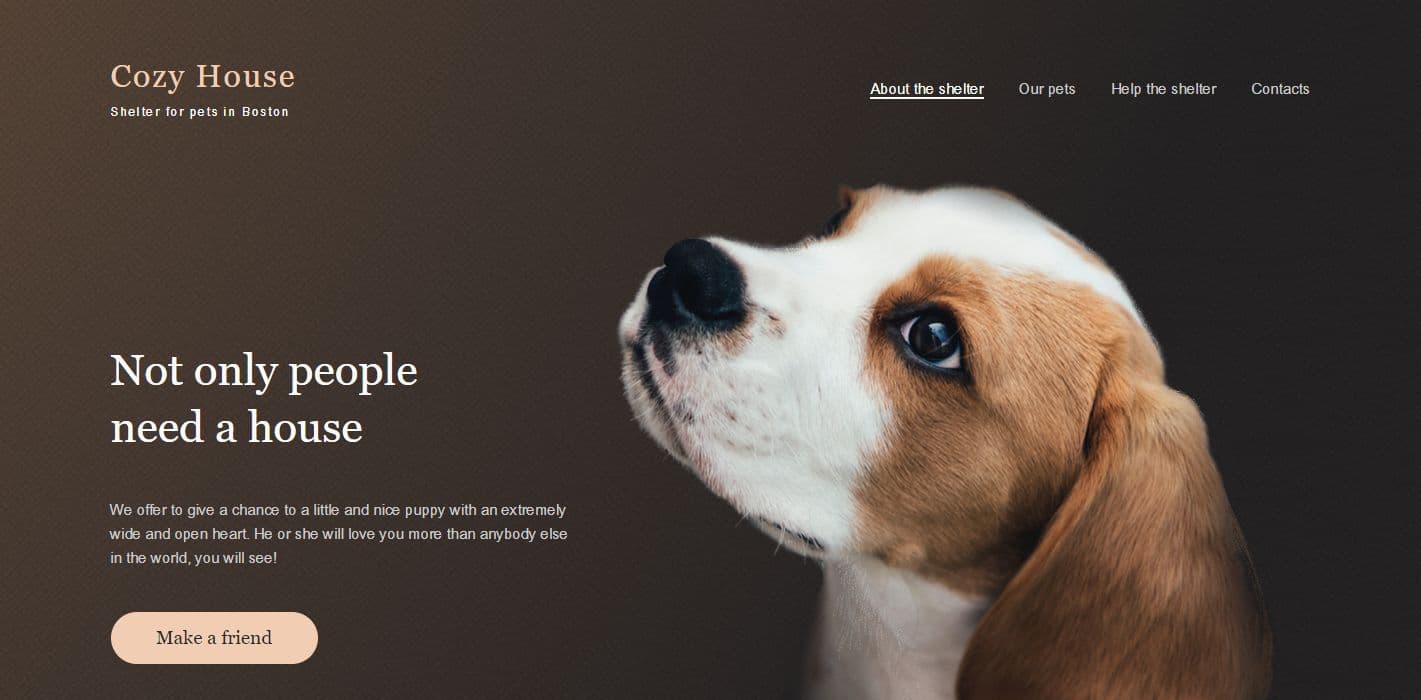 Cozy House
Shelter for pets in Boston
About the shelter
Our pets
Help the shelter
Contacts
Not only people
need a house
We offer to give a chance to a little and nice puppy with an extremely
wide and open heart. He or she will love you more than anybody else
in the world, you will see!
Make a friend